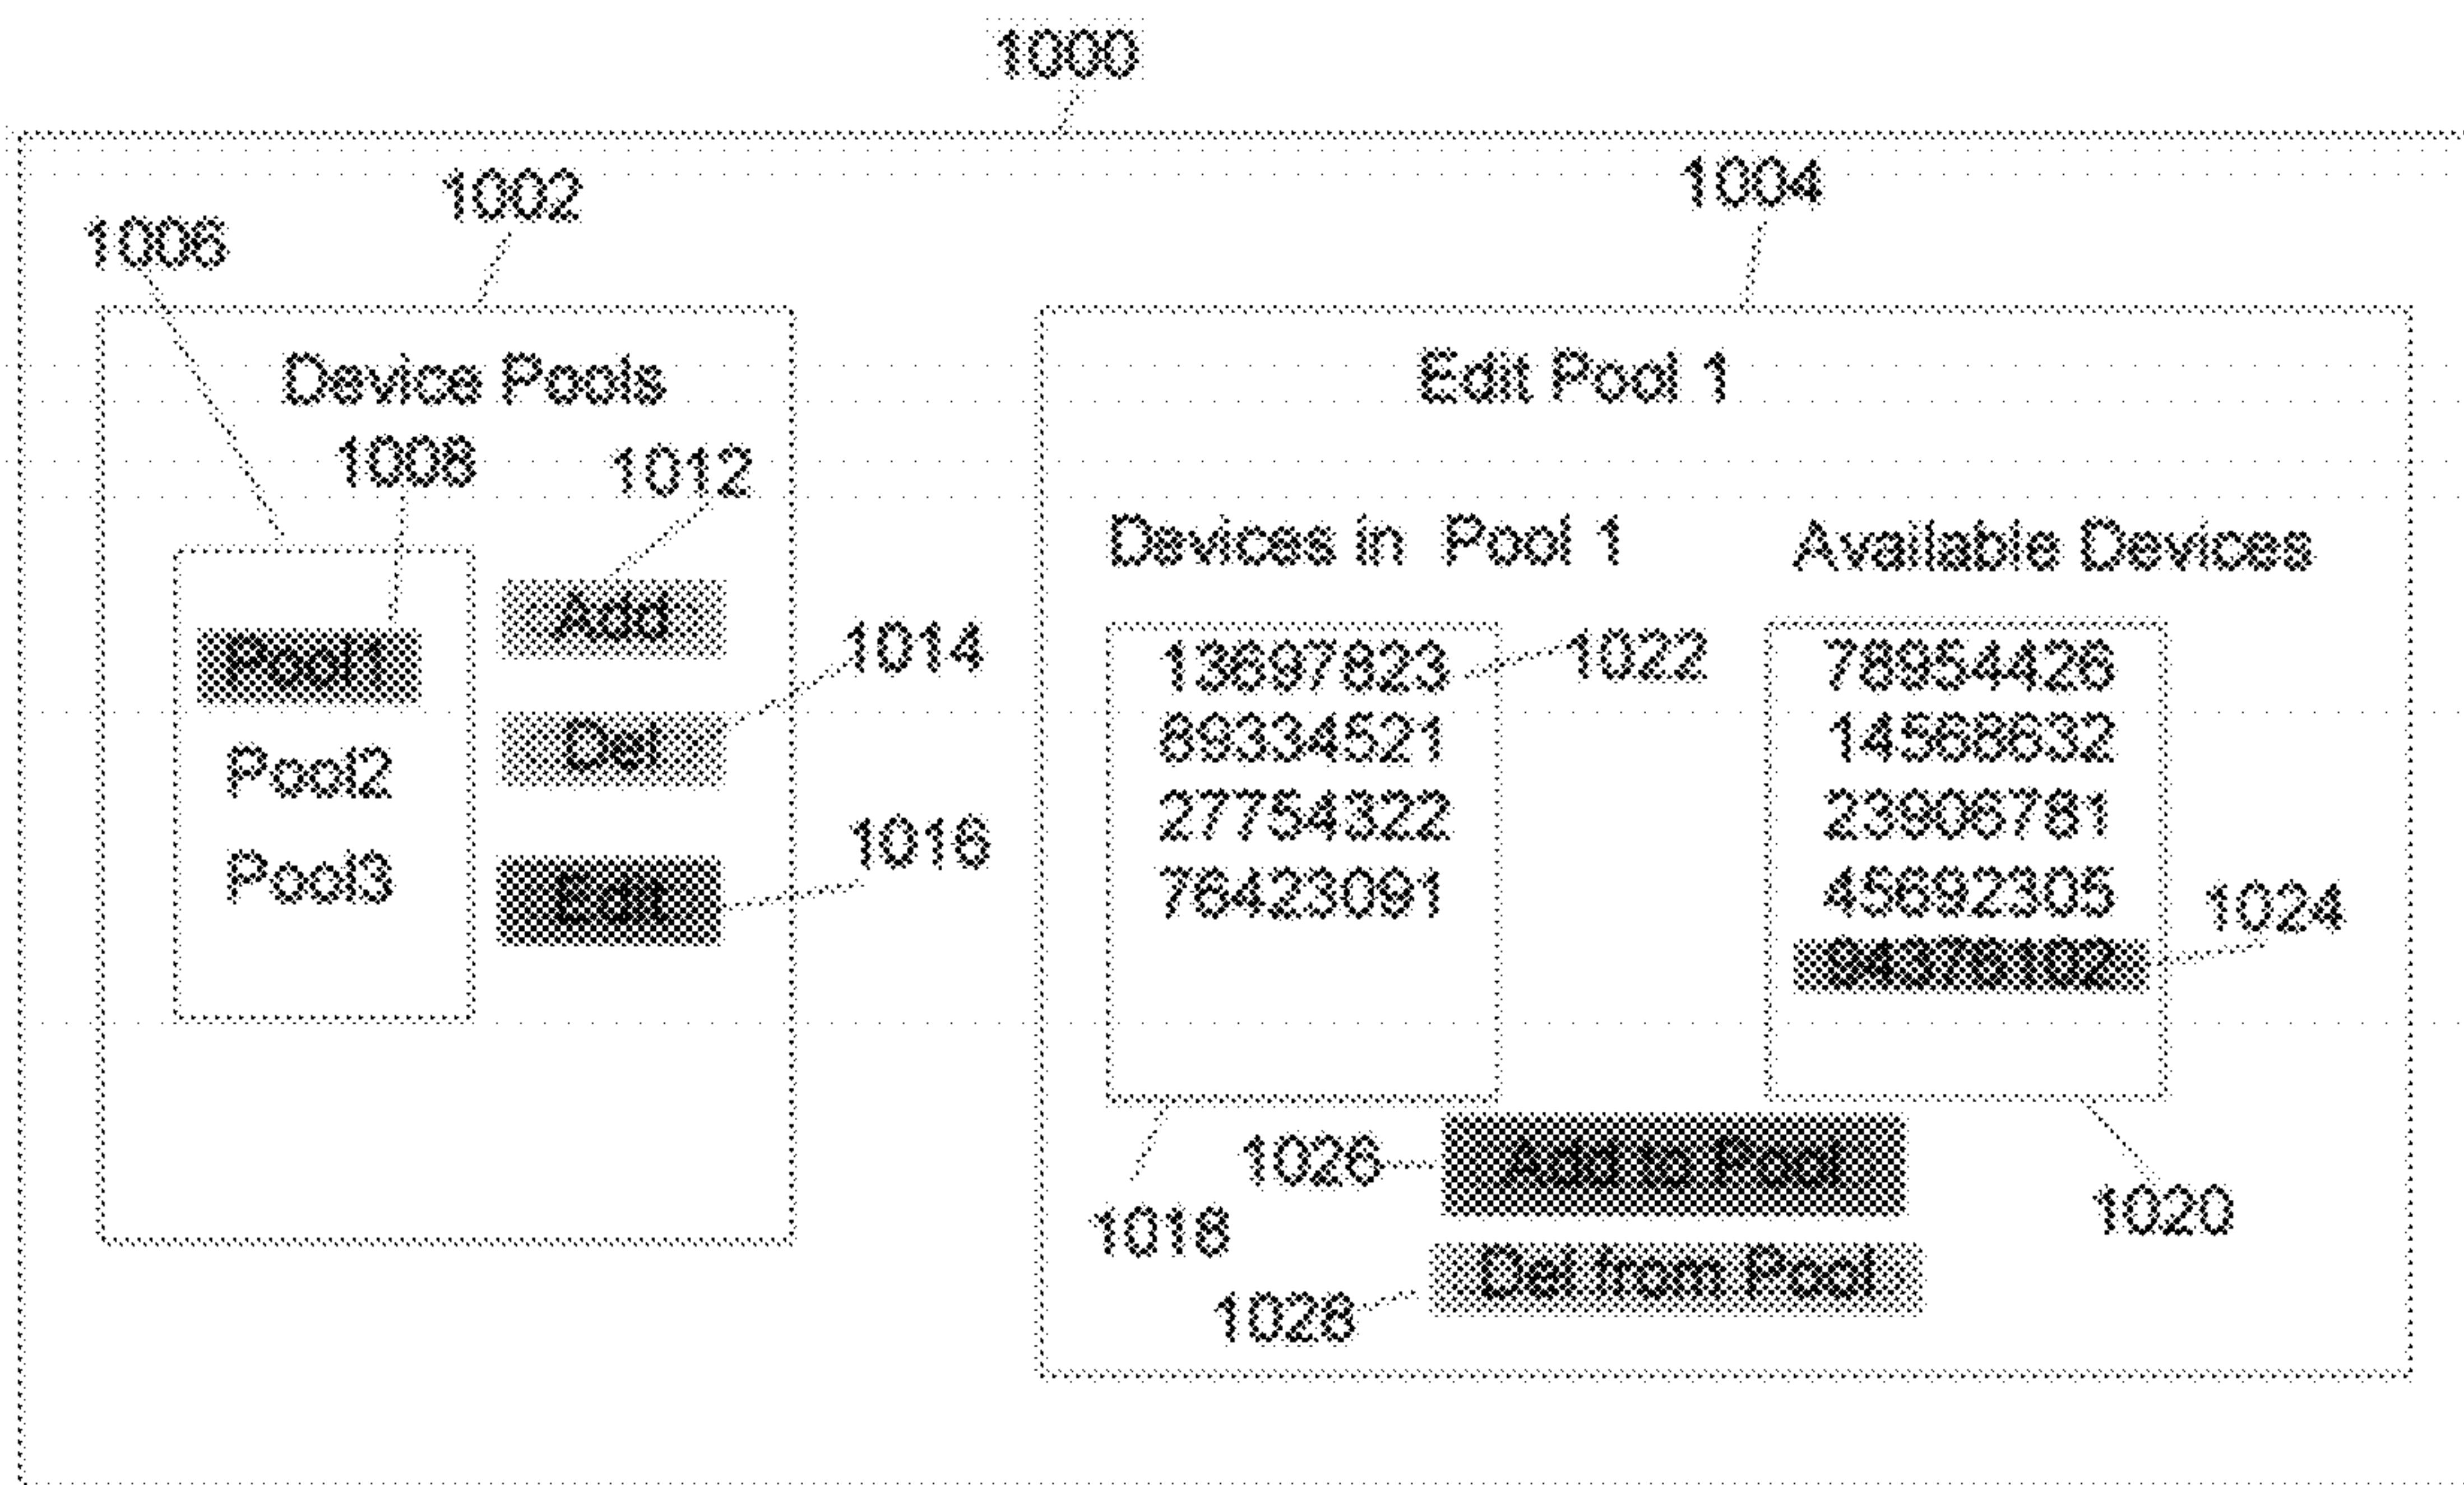 1000
1002
1004
1006
Device Pools
1008
1012
Pool1
Pool2
Pool3
Add
Del
Edit
1014
1016
Edit Pool 1
Devices in Pool 1
13697823
69334521
27754322
76423091
1022
Available Devices
78954426
14568632
23906781
45692305
94376102
1024
1026
Add to Pool
1018
1020
Del from Pool
1028